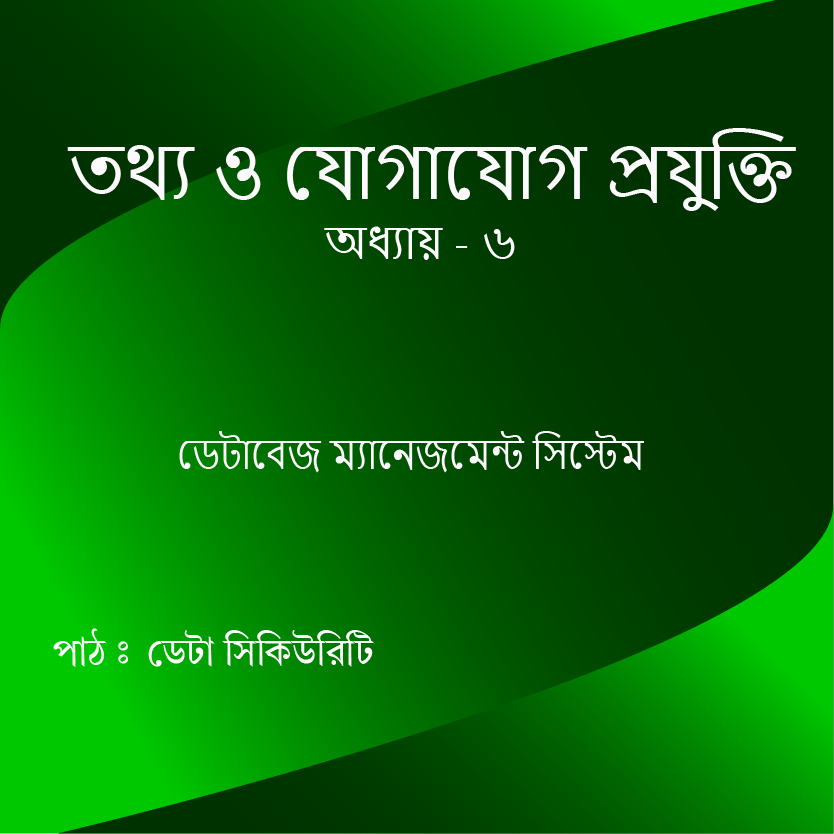 তথ্য ও যোগাযোগ প্রযুক্তি
অধ্যায় - ৬
ডেটাবেজ ম্যানেজমেন্ট সিস্টেম
পাঠ ঃ ডেটা সিকিউরিটি